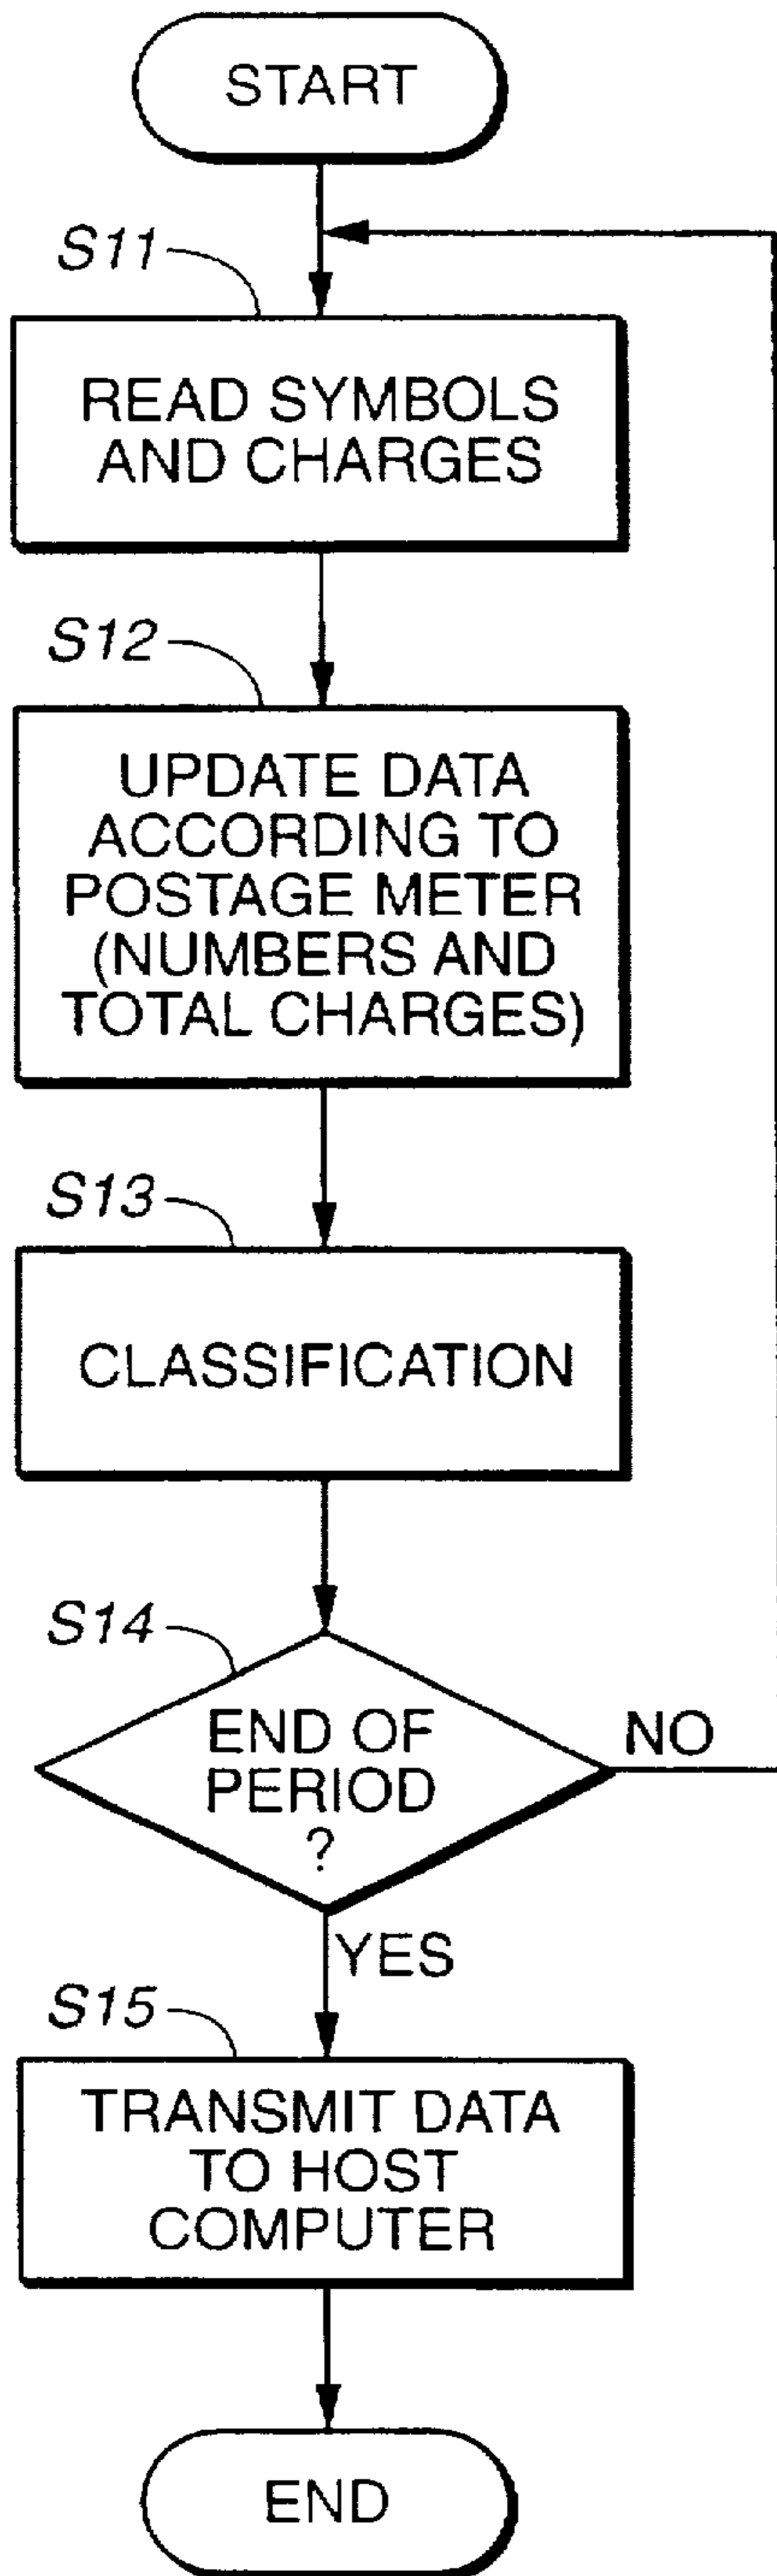 START
S11
READ SYMBOLS
AND CHARGES
S12
UPDATE DATA
ACCORDING TO
POSTAGE METER
(NUMBERS AND
TOTAL CHARGES)
S13
CLASSIFICATION
S14
END OF
PERIOD
?
NO
YES
S15
TRANSMIT DATA
TO HOST
COMPUTER
END